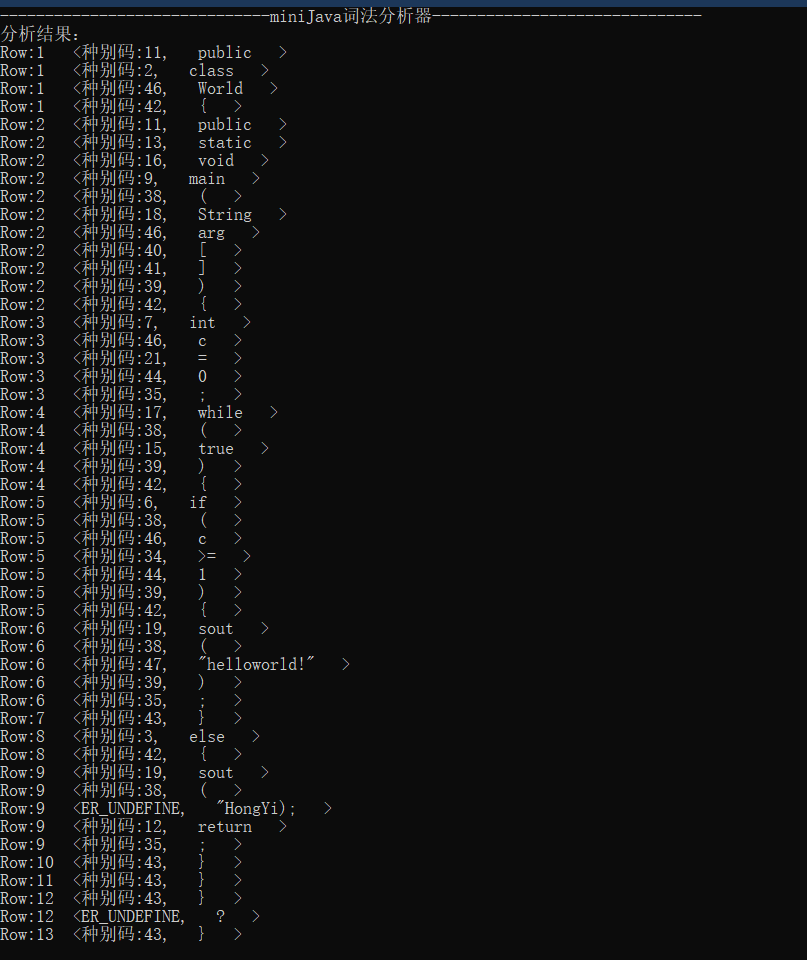 ------------------------------miniJava词法分析器------------------------------
分析结果:
Row:1   <种别码:11,   public   >
Row:1   <种别码:2,   class   >
Row:1   <种别码:46,   World   >
Row:1   <种别码:42,   {   >
Row:2   <种别码:11,   public   >
Row:2   <种别码:13,   static   >
Row:2   <种别码:16,   void   >
Row:2   <种别码:9,   main   >
Row:2   <种别码:38,   (   >
Row:2   <种别码:18,   String   >
Row:2   <种别码:46,   arg   >
Row:2   <种别码:40,   [   >
Row:2   <种别码:41,   ]   >
Row:2   <种别码:39,   )   >
Row:2   <种别码:42,   {   >
Row:3   <种别码:7,   int   >
Row:3   <种别码:46,   c   >
Row:3   <种别码:21,   =   >
Row:3   <种别码:44,   0   >
Row:3   <种别码:35,   ;   >
Row:4   <种别码:17,   while   >
Row:4   <种别码:38,   (   >
Row:4   <种别码:15,   true   >
Row:4   <种别码:39,   )   >
Row:4   <种别码:42,   {   >
Row:5   <种别码:6,   if   >
Row:5   <种别码:38,   (   >
Row:5   <种别码:46,   c   >
Row:5   <种别码:34,   >=   >
Row:5   <种别码:44,   1   >
Row:5   <种别码:39,   )   >
Row:5   <种别码:42,   {   >
Row:6   <种别码:19,   sout   >
Row:6   <种别码:38,   (   >
Row:6   <种别码:47,   "helloworld!"   >
Row:6   <种别码:39,   )   >
Row:6   <种别码:35,   ;   >
Row:7   <种别码:43,   }   >
Row:8   <种别码:3,   else   >
Row:8   <种别码:42,   {   >
Row:9   <种别码:19,   sout   >
Row:9   <种别码:38,   (   >
Row:9   <ER_UNDEFINE,   "HongYi);   >
Row:9   <种别码:12,   return   >
Row:9   <种别码:35,   ;   >
Row:10  <种别码:43,   }   >
Row:11  <种别码:43,   }   >
Row:12  <种别码:43,   }   >
Row:12  <ER_UNDEFINE,   ?   >
Row:13  <种别码:43,   }   >